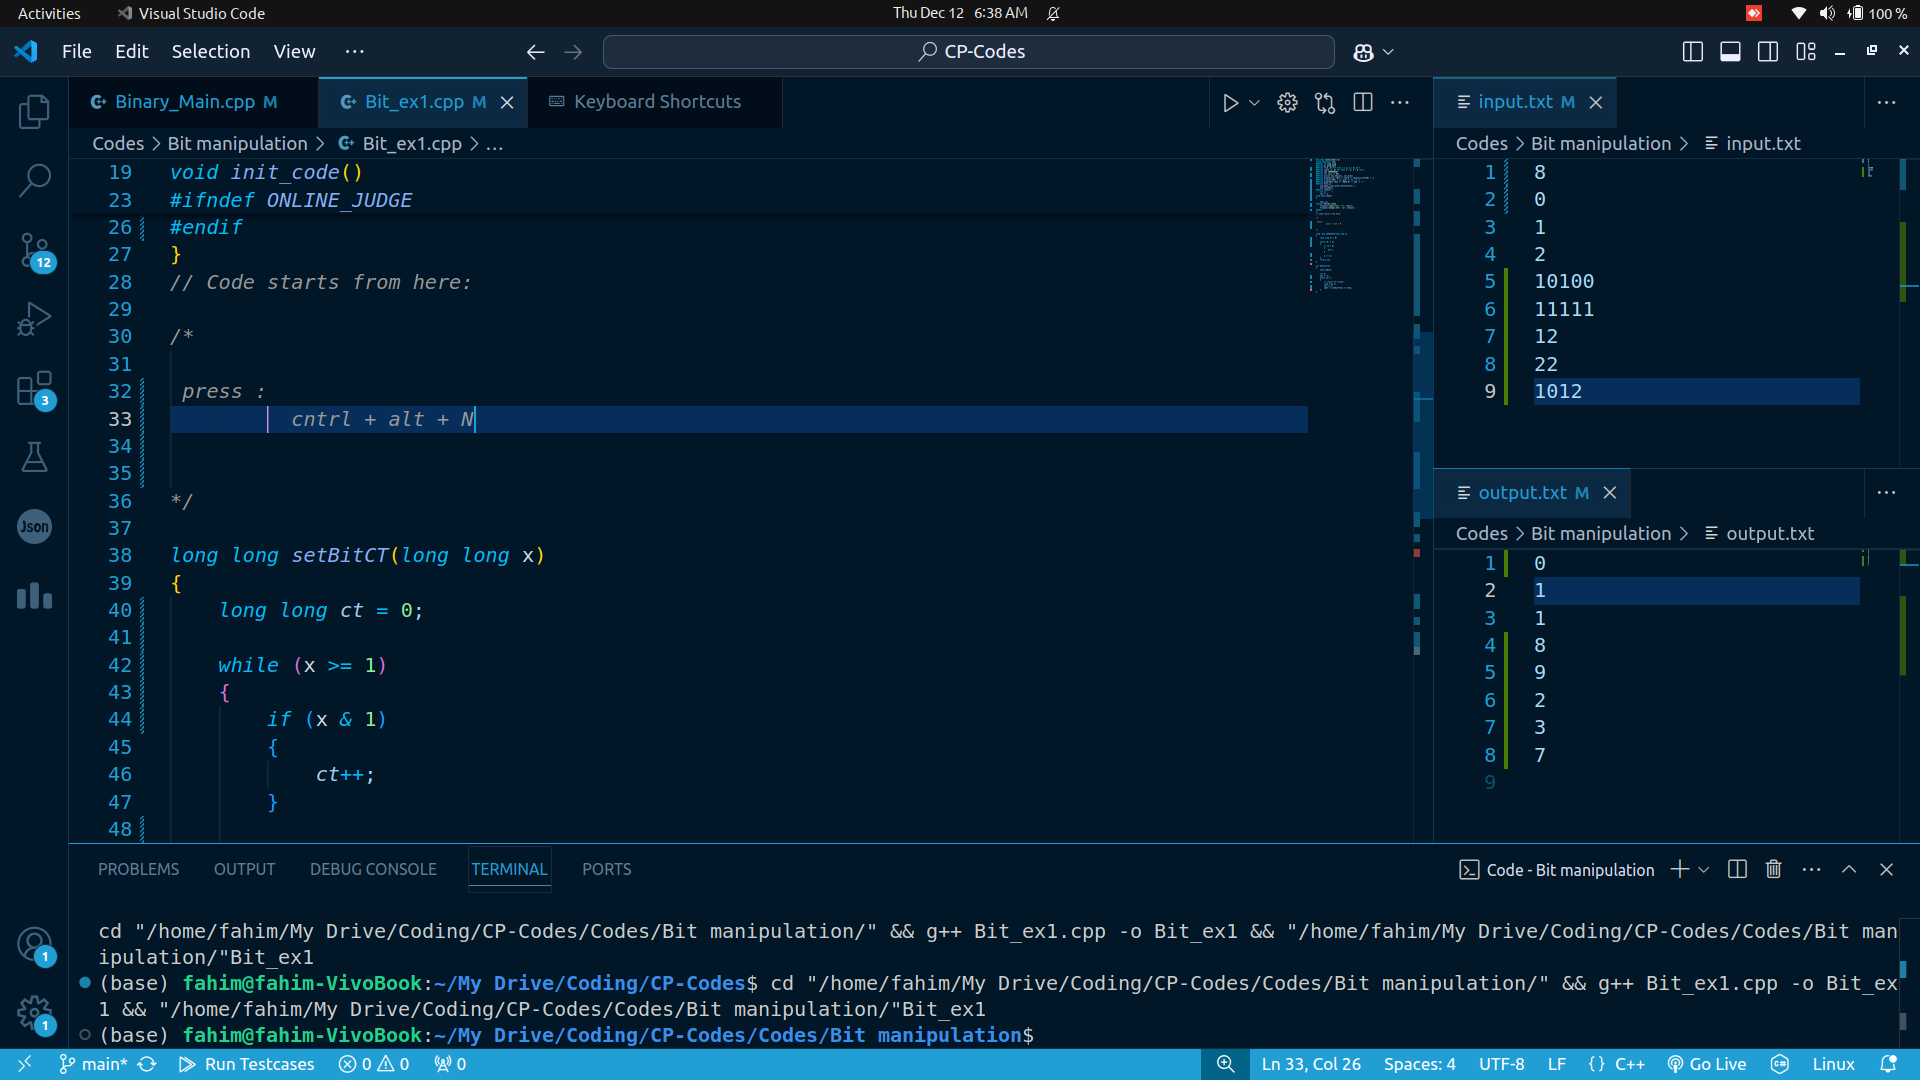 Activities
Visual Studio Code
Thu Dec 12 6:38 AM
100 %
File Edit Selection View ···
CP-Codes
Binary_Main.cpp M
Bit_ex1.cpp M
Keyboard Shortcuts
Codes > Bit manipulation > Bit_ex1.cpp > ...
19 void init_code()
23 #ifndef ONLINE_JUDGE
26 #endif
27 }
28 // Code starts from here:
29
30 /*
31
32 press :
33 cntrl + alt + N
34
35
36 */
37
38 long long setBitCT(long long x)
39 {
40 long long ct = 0;
41
42 while (x >= 1)
43 {
44 if (x & 1)
45 {
46 ct++;
47 }
48
input.txt M
Codes > Bit manipulation > input.txt
1 8
2 0
3 1
4 2
5 10100
6 11111
7 12
8 22
9 1012
output.txt M
Codes > Bit manipulation > output.txt
1 0
2 1
3 1
4 8
5 9
6 2
7 3
8 7
9
12
3
Json
1
1
PROBLEMS OUTPUT DEBUG CONSOLE TERMINAL PORTS
Code - Bit manipulation
cd "/home/fahim/My Drive/Coding/CP-Codes/Codes/Bit manipulation/" && g++ Bit_ex1.cpp -o Bit_ex1 && "/home/fahim/My Drive/Coding/CP-Codes/Codes/Bit man
ipulation/"Bit_ex1
(base) fahim@fahim-VivoBook:~/My Drive/Coding/CP-Codes$ cd "/home/fahim/My Drive/Coding/CP-Codes/Codes/Bit manipulation/" && g++ Bit_ex1.cpp -o Bit_ex
1 && "/home/fahim/My Drive/Coding/CP-Codes/Codes/Bit manipulation/"Bit_ex1
(base) fahim@fahim-VivoBook:~/My Drive/Coding/CP-Codes/Codes/Bit manipulation$
main* Run Testcases 0 0 0
Ln 33, Col 26 Spaces: 4 UTF-8 LF {} C++ Go Live Linux